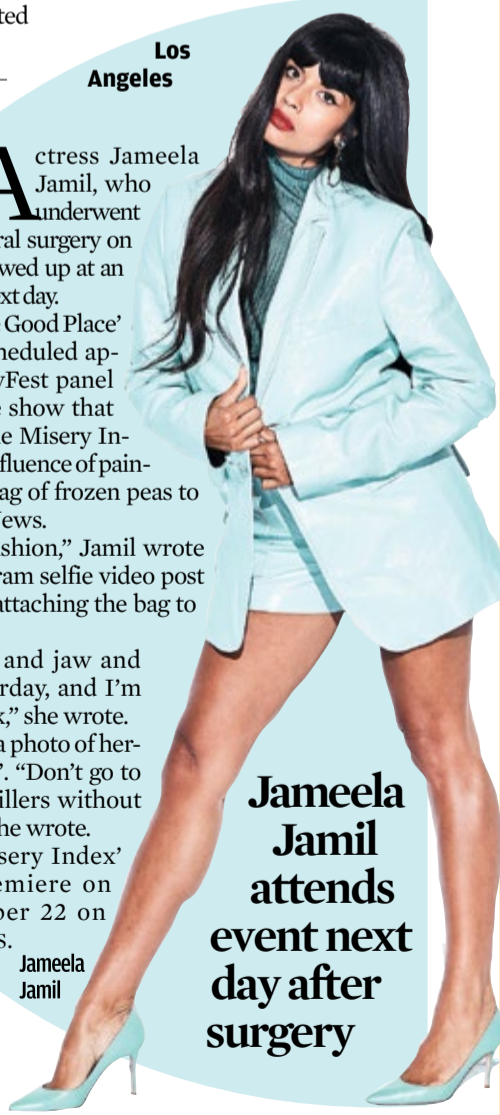 ted
Los
Angeles
Actress Jameela
Jamil, who
underwent
ral surgery on
wed up at an
ext day.
Good Place’
heduled ap-
yFest panel
e show that
e Misery In-
fluence of pain-
ag of frozen peas to
ews.
shion,” Jamil wrote
ram selfie video post
attaching the bag to
and jaw and
rday, and I’m
x,” she wrote.
a photo of her-
’. “Don’t go to
illers without
he wrote.
sery Index’
emiere on
ber 22 on
s.
Jameela
Jamil
Jameela
Jamil
attends
event next
day after
surgery